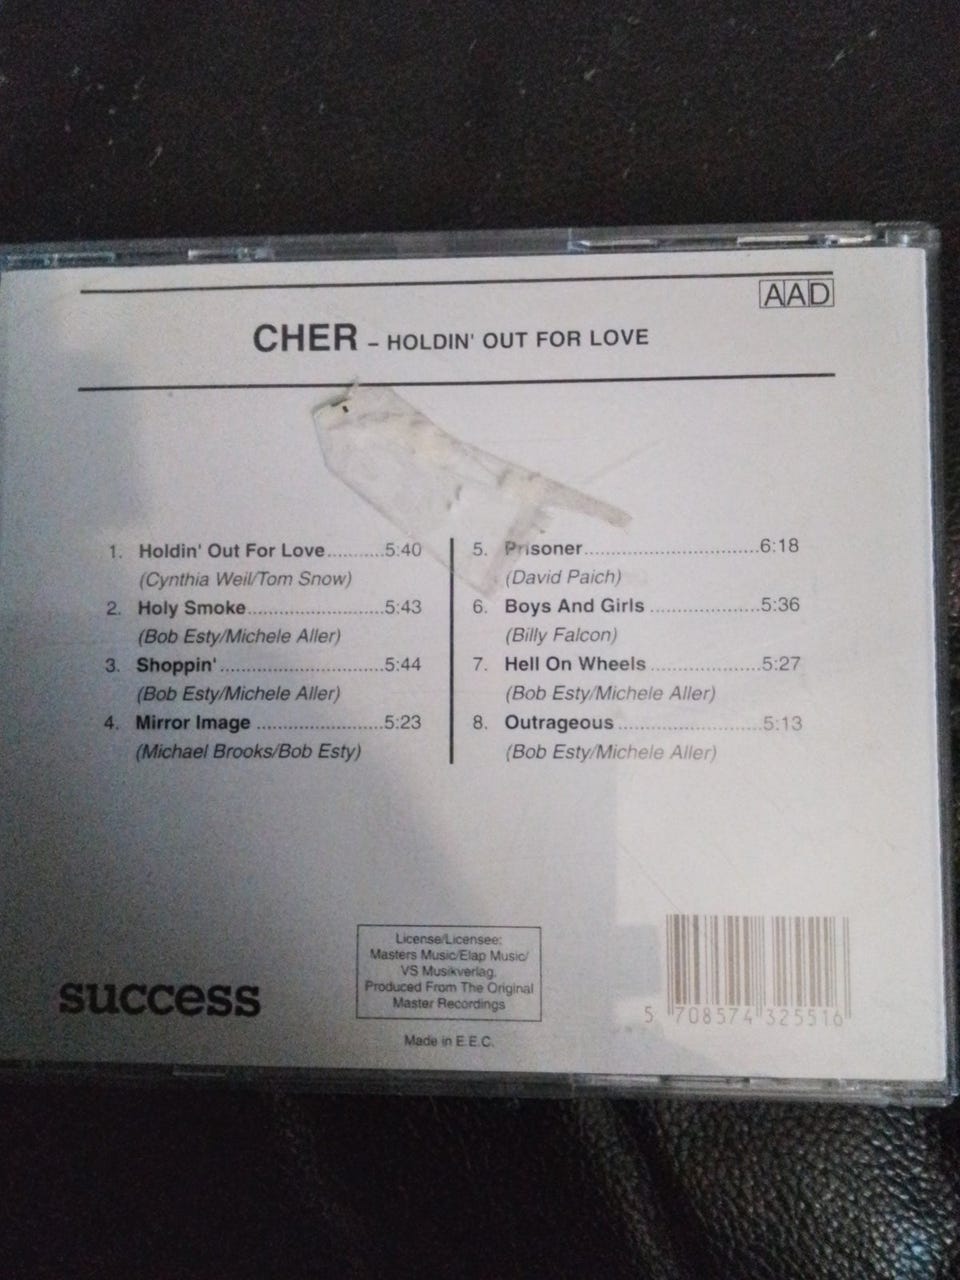 AAD
CHER – HOLDIN' OUT FOR LOVE
1. Holdin' Out For Love..........5:40
(Cynthia Weil/Tom Snow)
2. Holy Smoke........................5:43
(Bob Esty/Michele Aller)
3. Shoppin'.............................5:44
(Bob Esty/Michele Aller)
4. Mirror Image ......................5:23
(Michael Brooks/Bob Esty)
5. Prisoner..............................6:18
(David Paich)
6. Boys And Girls ...................5:36
(Billy Falcon)
7. Hell On Wheels ...................5:27
(Bob Esty/Michele Aller)
8. Outrageous .........................5:13
(Bob Esty/Michele Aller)
success
License/Licensee:
Masters Music/Elap Music/
VS Musikverlag.
Produced From The Original
Master Recordings
Made in E.E.C.
5 708574 325516